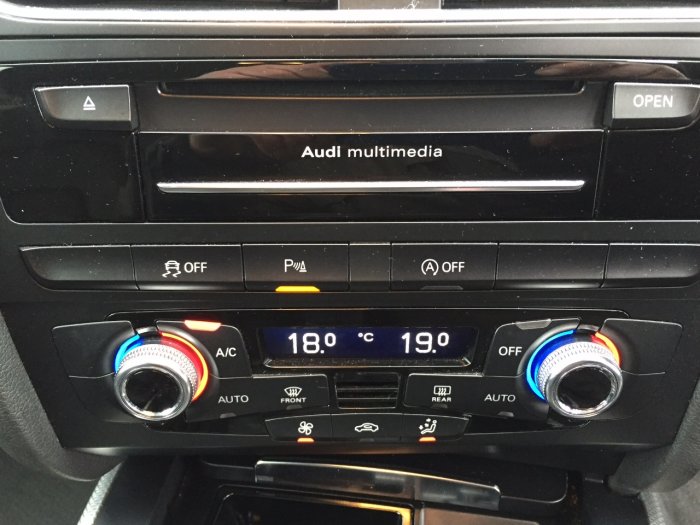 OPEN
Audi multimedia
OFF P A OFF
18.0 °C 19.0
A/C OFF
AUTO FRONT REAR AUTO